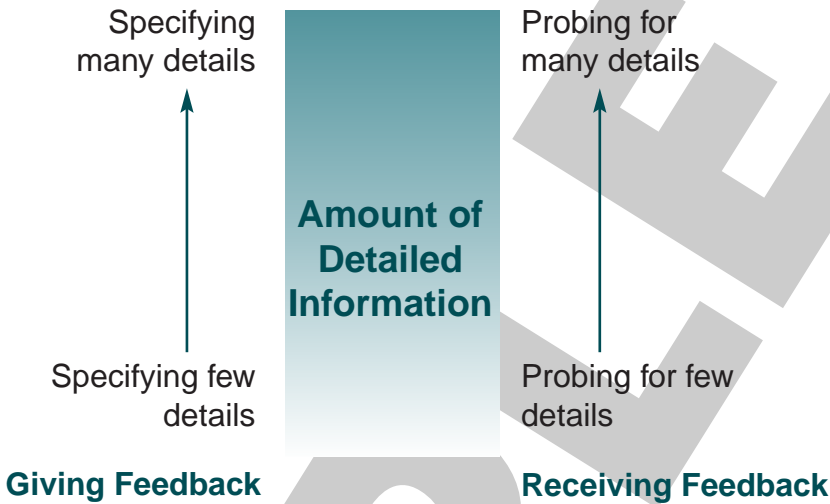 Specifying
many details
Probing for
many details
Amount of
Detailed
Information
Specifying few
details
Probing for few
details
Giving Feedback
Receiving Feedback